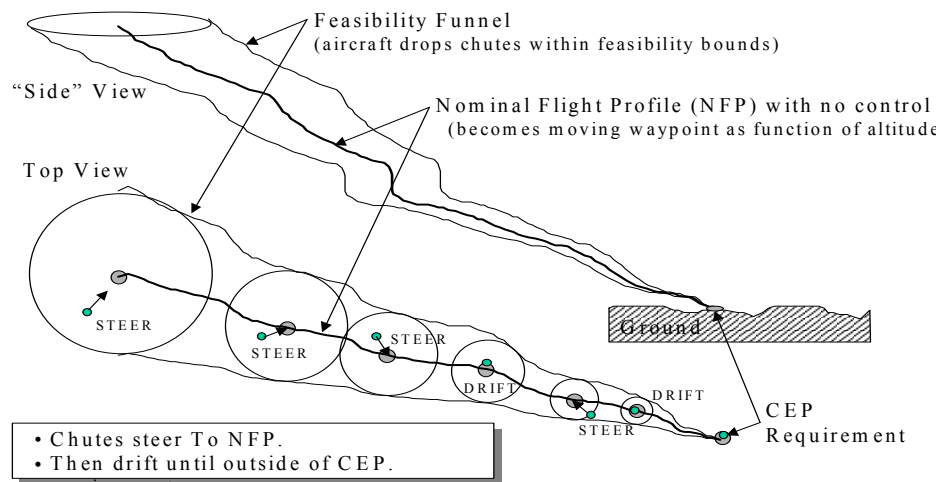 Feasibility Funnel
(aircraft drops chutes within feasibility bounds)
“Side” View
Nominal Flight Profile (NFP) with no control
(becomes moving waypoint as function of altitude
Top View
STEER
STEER
STEER
DRIFT
STEER
DRIFT
Ground
CEP
Requirement
• Chutes steer To NFP.
• Then drift until outside of CEP.